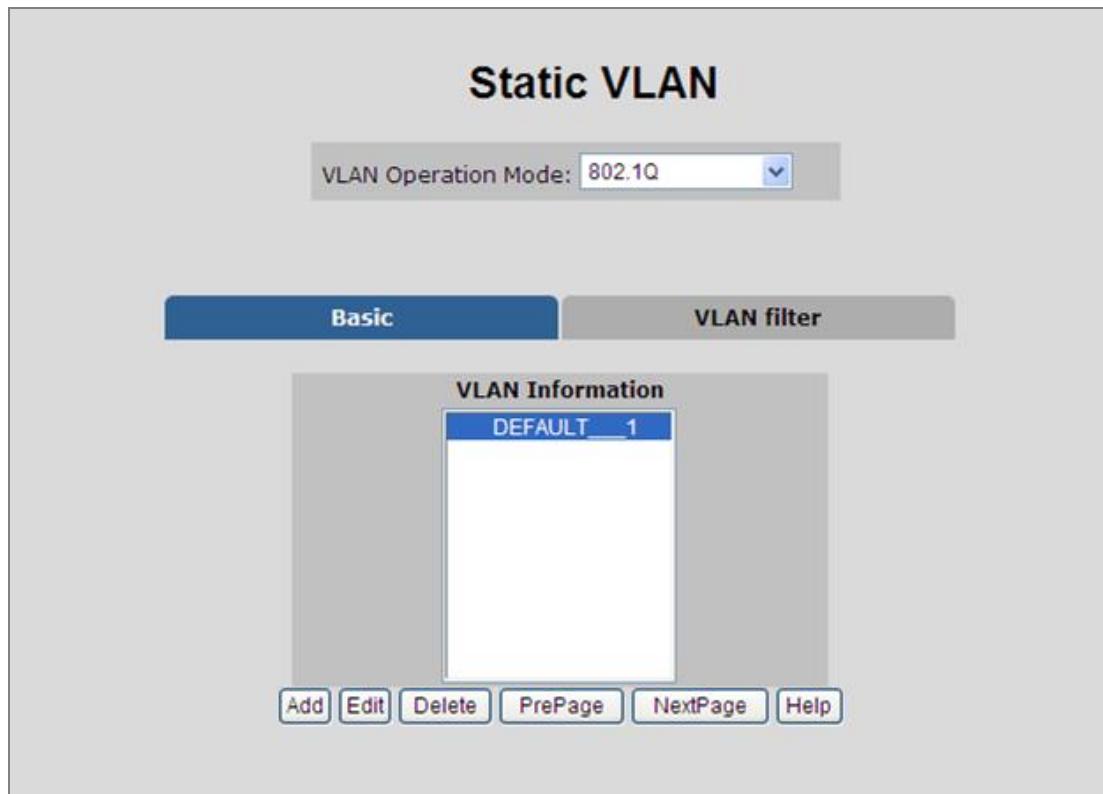 Static VLAN
VLAN Operation Mode: 802.1Q
Basic VLAN filter
VLAN Information
DEFAULT___1
Add Edit Delete PrePage NextPage Help